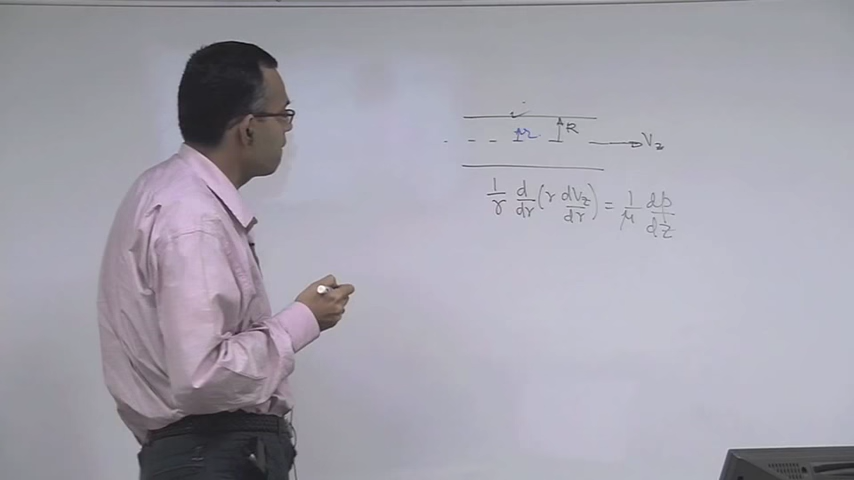 r R V_z
1/r d/dr (r dV_z/dr) = 1/μ dp/dz